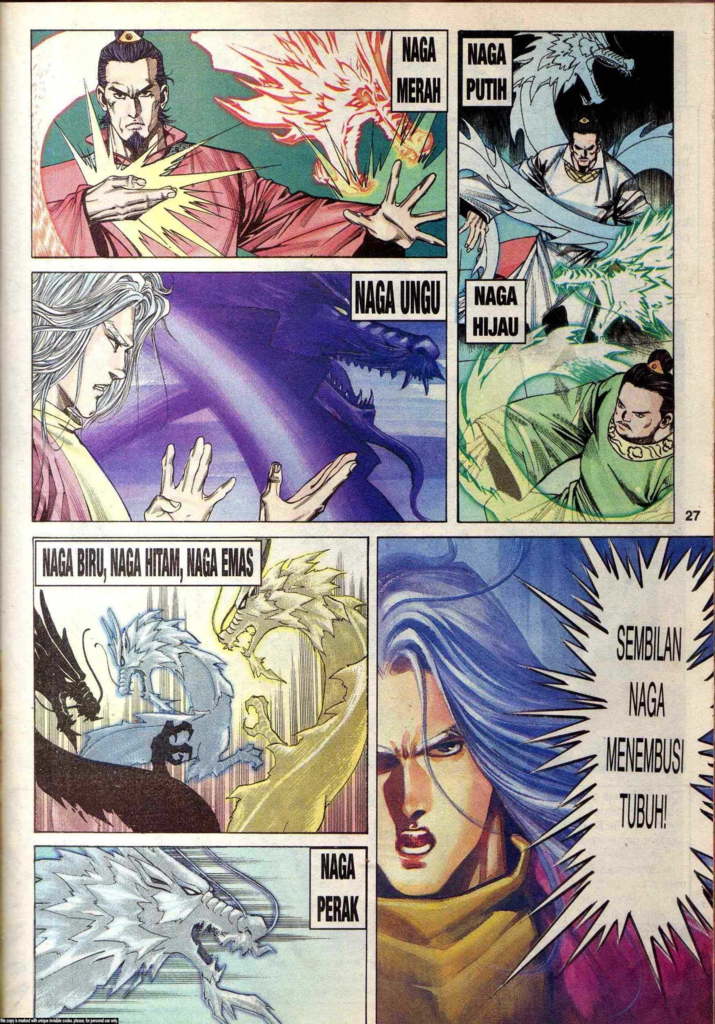 NAGA
MERAH
NAGA
PUTIH
NAGA
HIJAU
NAGA UNGU
27
NAGA BIRU, NAGA HITAM, NAGA EMAS
SEMBILAN
NAGA
MENEMBUSI
TUBUH!
NAGA
PERAK